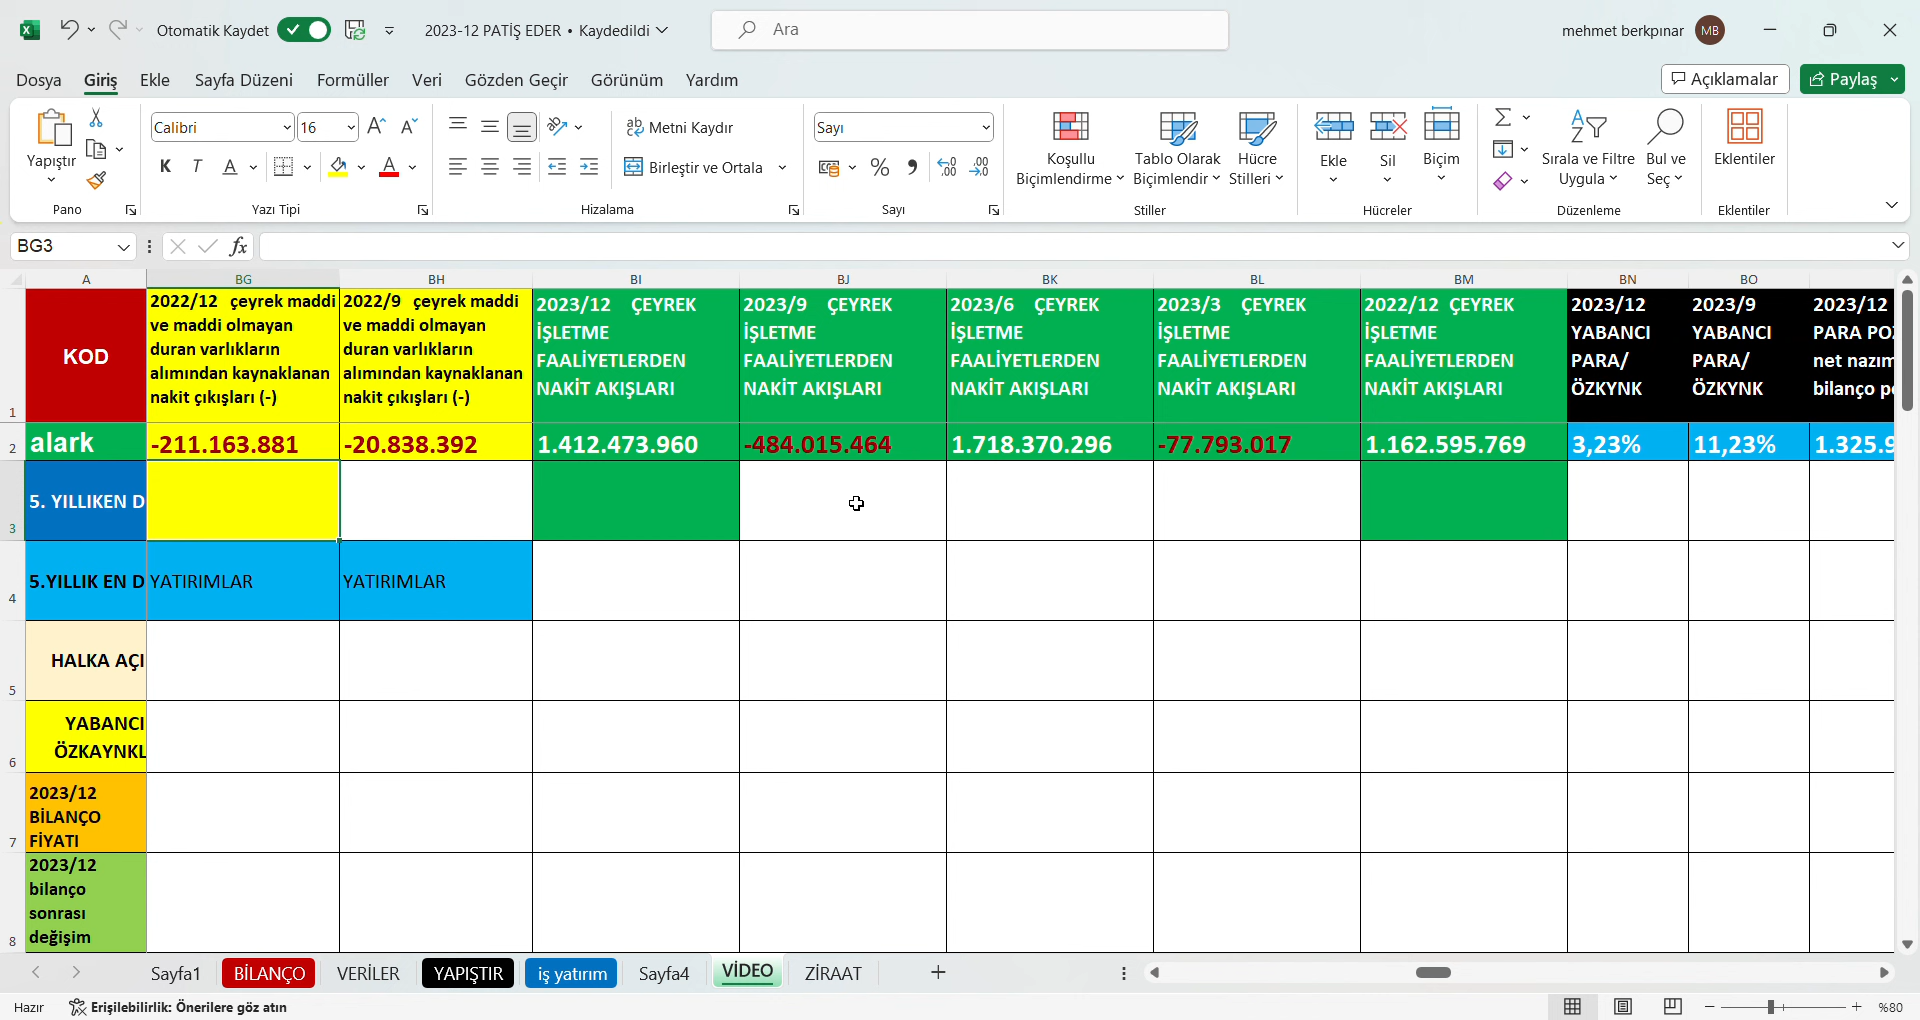 Otomatik Kaydet
2023-12 PATİŞ EDER • Kaydedildi
Ara
mehmet berkpınar MB
Dosya Giriş Ekle Sayfa Düzeni Formüller Veri Gözden Geçir Görünüm Yardım
Açıklamalar Paylaş
Yapıştır
Pano
Calibri 16
K T A A
Yazı Tipi
Metni Kaydır
Birleştir ve Ortala
Hizalama
Sayı
Sayı
Koşullu Biçimlendirme
Tablo Olarak Biçimlendir
Hücre Stilleri
Stiller
Ekle Sil Biçim
Hücreler
Sırala ve Filtre Uygula
Bul ve Seç
Düzenleme
Eklentiler
Eklentiler
BG3 fx
A BG BH BI BJ BK BL BM BN BO
1
KOD
2022/12 çeyrek maddi
ve maddi olmayan
duran varlıkların
alımından kaynaklanan
nakit çıkışları (-)
2022/9 çeyrek maddi
ve maddi olmayan
duran varlıkların
alımından kaynaklanan
nakit çıkışları (-)
2023/12 ÇEYREK
İŞLETME
FAALİYETLERDEN
NAKİT AKIŞLARI
2023/9 ÇEYREK
İŞLETME
FAALİYETLERDEN
NAKİT AKIŞLARI
2023/6 ÇEYREK
İŞLETME
FAALİYETLERDEN
NAKİT AKIŞLARI
2023/3 ÇEYREK
İŞLETME
FAALİYETLERDEN
NAKİT AKIŞLARI
2022/12 ÇEYREK
İŞLETME
FAALİYETLERDEN
NAKİT AKIŞLARI
2023/12
YABANCI
PARA/
ÖZKYNK
2023/9
YABANCI
PARA/
ÖZKYNK
2023/12
PARA POZ
net nazım
bilanço
2 alark -211.163.881 -20.838.392 1.412.473.960 -484.015.464 1.718.370.296 -77.793.017 1.162.595.769 3,23% 11,23% 1.325.9
3 5. YILLIKEN D
4 5.YILLIK EN D YATIRIMLAR YATIRIMLAR
5 HALKA AÇI
6 YABANCI
ÖZKAYNKL
7 2023/12
BİLANÇO
FİYATI
8 2023/12
bilanço
sonrası
değişim
Sayfa1 BİLANÇO VERİLER YAPIŞTIR iş yatırım Sayfa4 VİDEO ZİRAAT
Hazır Erişilebilirlik: Önerilere göz atın %80